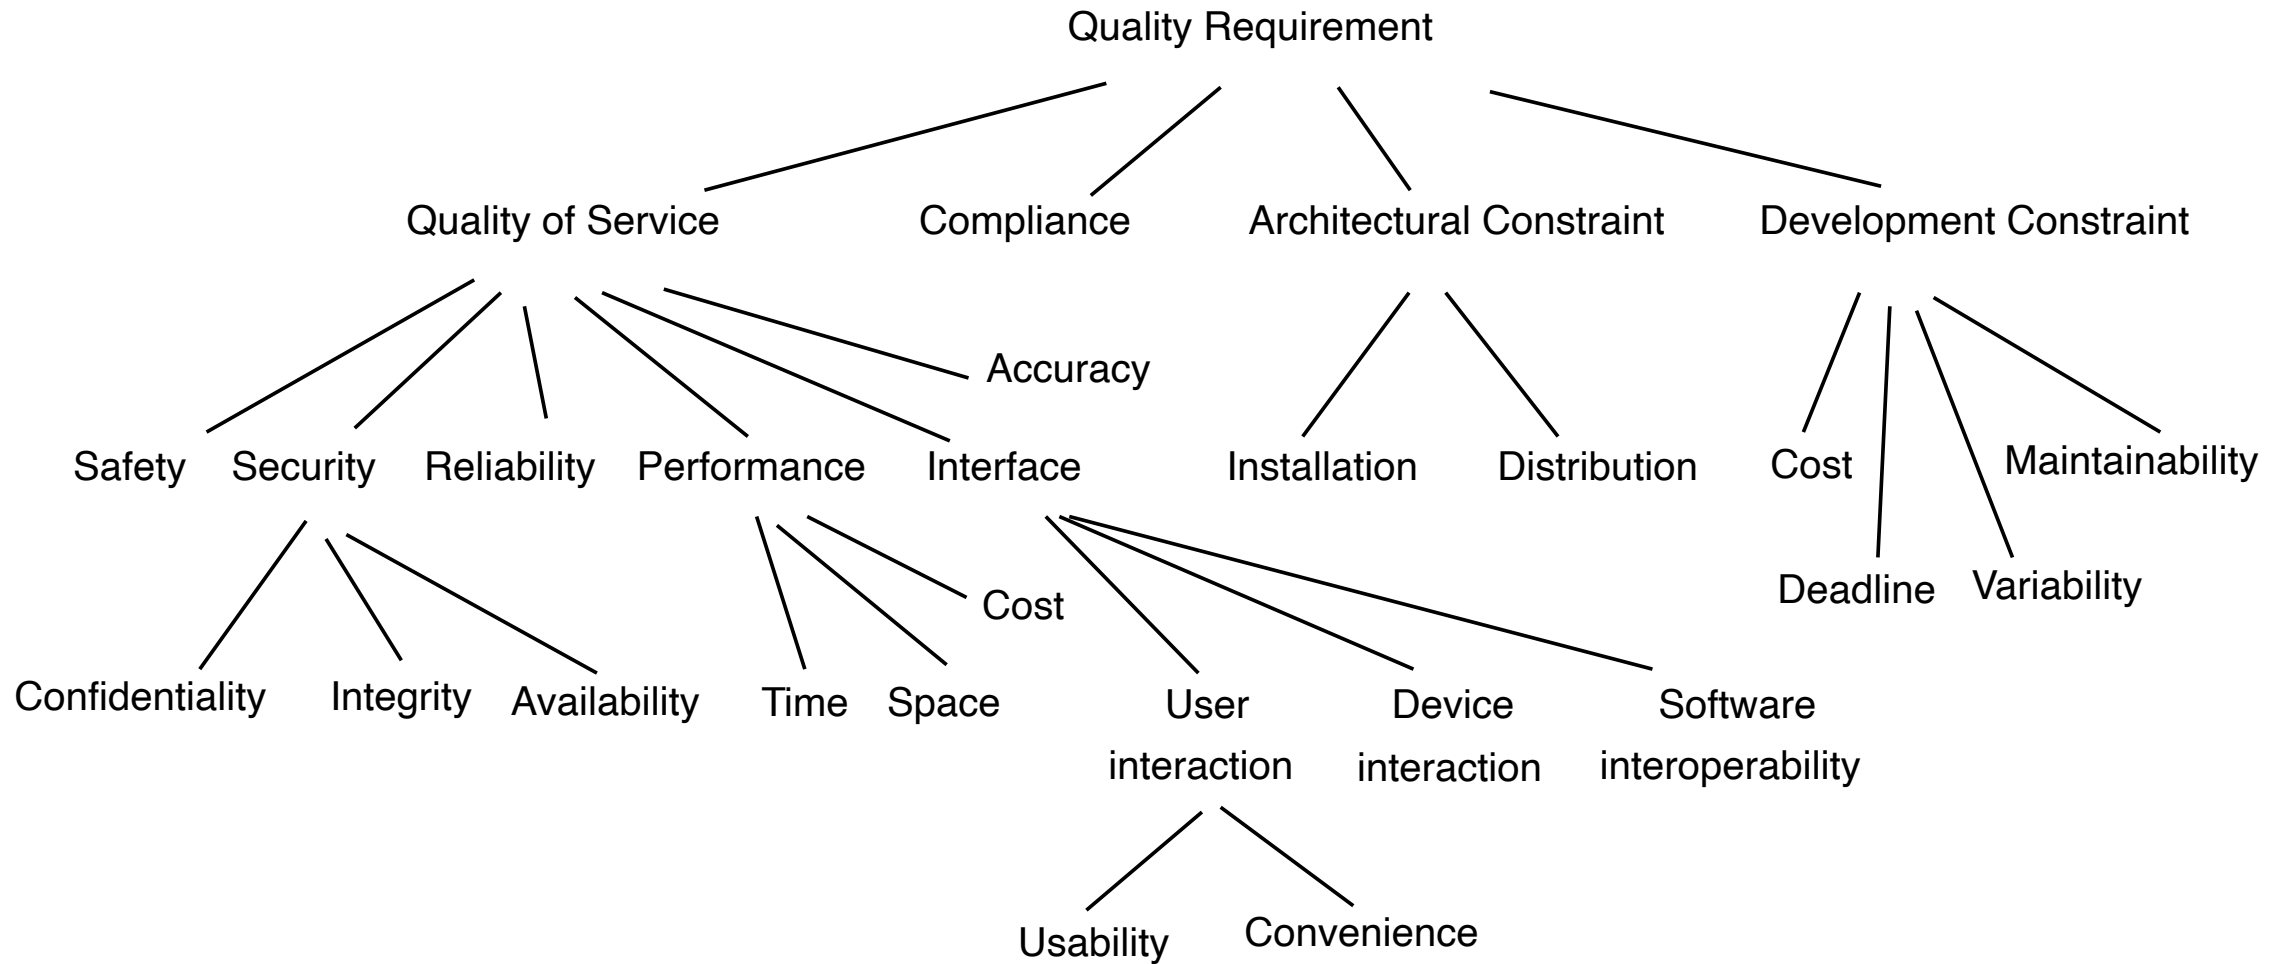 Quality Requirement
Quality of Service
Compliance
Architectural Constraint
Development Constraint
Accuracy
Safety
Security
Reliability
Performance
Interface
Installation
Distribution
Cost
Maintainability
Deadline
Variability
Cost
Confidentiality
Integrity
Availability
Time
Space
User
interaction
Device
interaction
Software
interoperability
Usability
Convenience